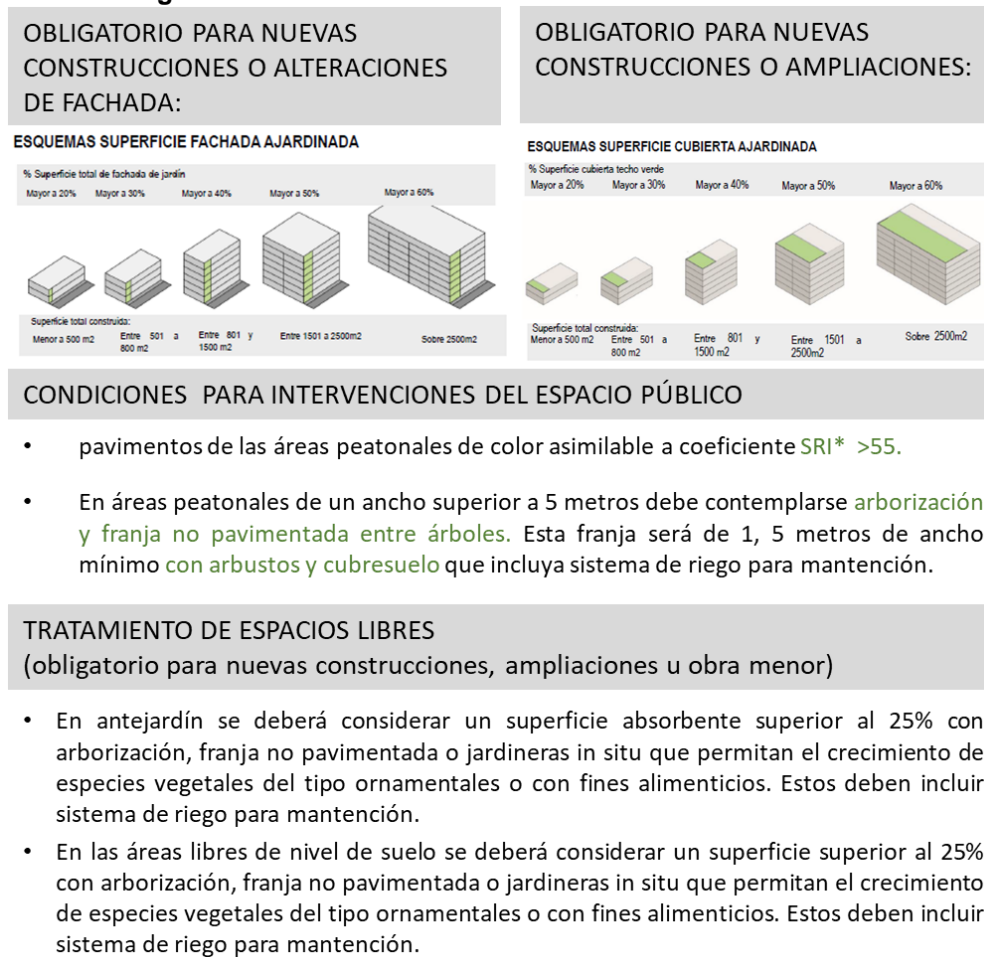 OBLIGATORIO PARA NUEVAS
CONSTRUCCIONES O ALTERACIONES
DE FACHADA:
ESQUEMAS SUPERFICIE FACHADA AJARDINADA
% Superficie total de fachada de jardín
Mayor a 20% Mayor a 30% Mayor a 40% Mayor a 50% Mayor a 60%
Superficie total construida:
Menor a 500 m2 Entre 501 a Entre 801 y Entre 1501 a 2500m2 Sobre 2500m2
800 m2 1500 m2
OBLIGATORIO PARA NUEVAS
CONSTRUCCIONES O AMPLIACIONES:
ESQUEMAS SUPERFICIE CUBIERTA AJARDINADA
% Superficie cubierta techo verde
Mayor a 20% Mayor a 30% Mayor a 40% Mayor a 50% Mayor a 60%
Superficie total construida:
Menor a 500 m2 Entre 501 a Entre 801 y Entre 1501 a Sobre 2500m2
800 m2 1500 m2 2500m2
CONDICIONES PARA INTERVENCIONES DEL ESPACIO PÚBLICO
• pavimentos de las áreas peatonales de color asimilable a coeficiente SRI* >55.
• En áreas peatonales de un ancho superior a 5 metros debe contemplarse arborización
y franja no pavimentada entre árboles. Esta franja será de 1, 5 metros de ancho
mínimo con arbustos y cubresuelo que incluya sistema de riego para mantención.
TRATAMIENTO DE ESPACIOS LIBRES
(obligatorio para nuevas construcciones, ampliaciones u obra menor)
• En antejardín se deberá considerar un superficie absorbente superior al 25% con
arborización, franja no pavimentada o jardineras in situ que permitan el crecimiento de
especies vegetales del tipo ornamentales o con fines alimenticios. Estos deben incluir
sistema de riego para mantención.
• En las áreas libres de nivel de suelo se deberá considerar un superficie superior al 25%
con arborización, franja no pavimentada o jardineras in situ que permitan el crecimiento
de especies vegetales del tipo ornamentales o con fines alimenticios. Estos deben incluir
sistema de riego para mantención.